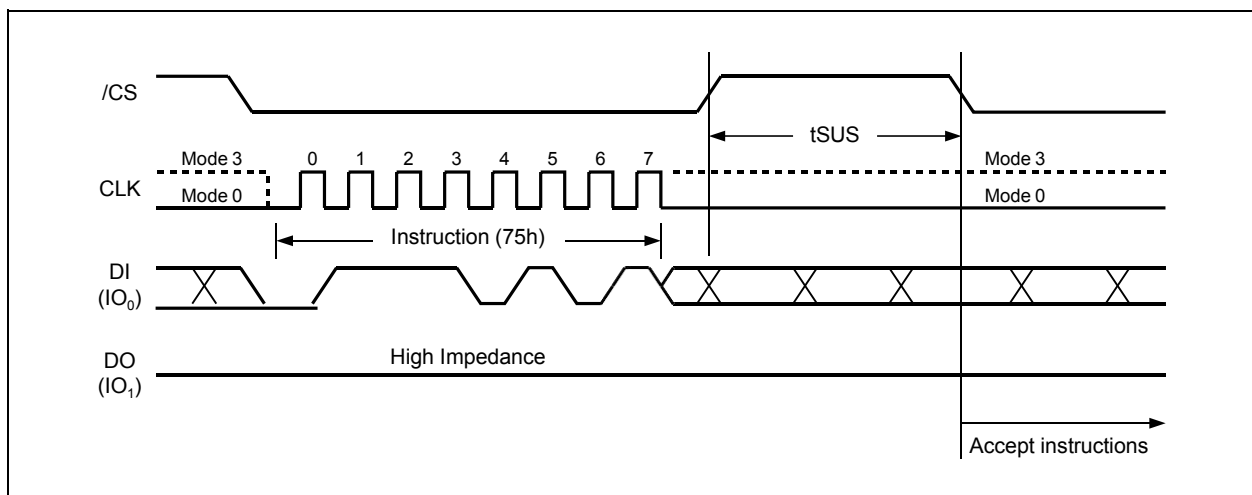 /CS
tSUS
Mode 3 0 1 2 3 4 5 6 7 Mode 3
CLK
Mode 0 Mode 0
Instruction (75h)
DI
(IO0)
High Impedance
DO
(IO1)
Accept instructions